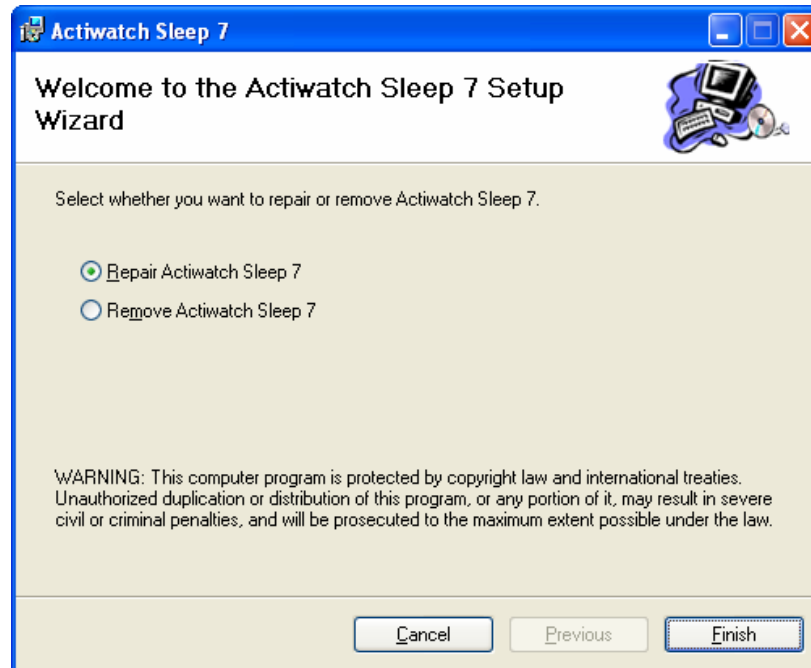 Actiwatch Sleep 7
Welcome to the Actiwatch Sleep 7 Setup
Wizard
Select whether you want to repair or remove Actiwatch Sleep 7.
Repair Actiwatch Sleep 7
Remove Actiwatch Sleep 7
WARNING: This computer program is protected by copyright law and international treaties.
Unauthorized duplication or distribution of this program, or any portion of it, may result in severe
civil or criminal penalties, and will be prosecuted to the maximum extent possible under the law.
Cancel Previous Finish